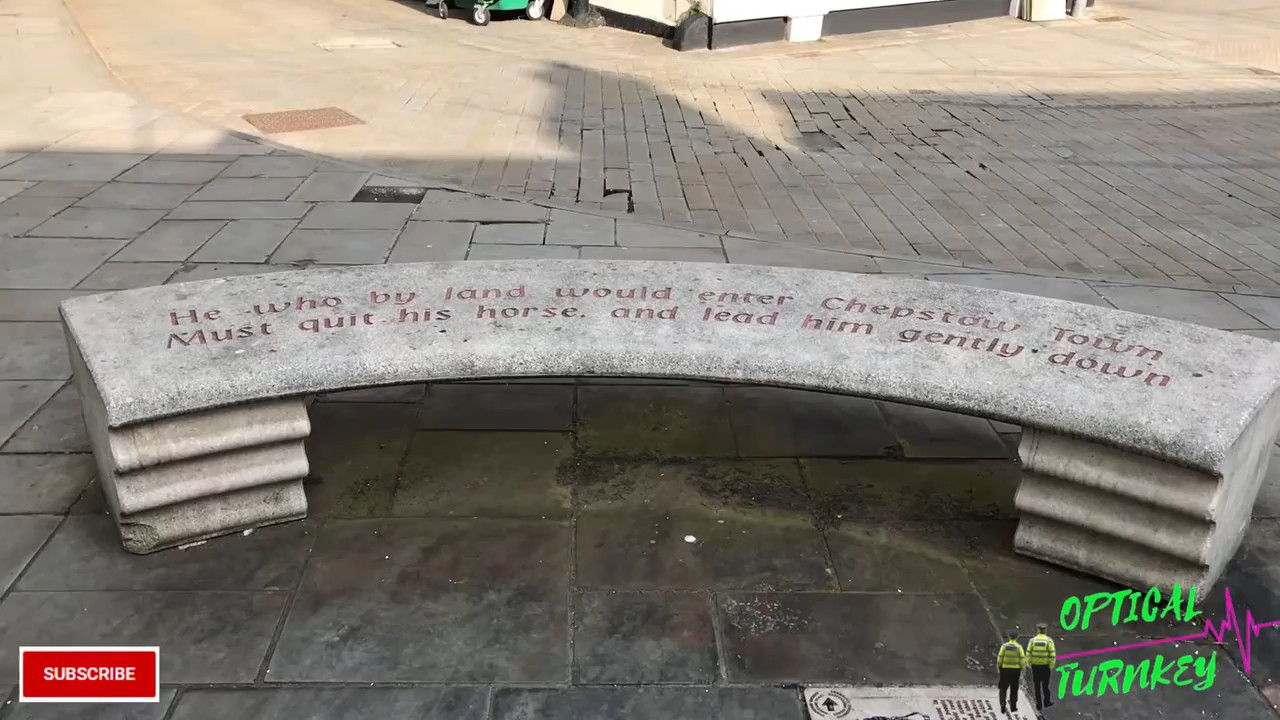 He who by land would enter Chepstow Town
Must quit his horse. and lead him gently down
SUBSCRIBE
OPTICAL
TURNKEY